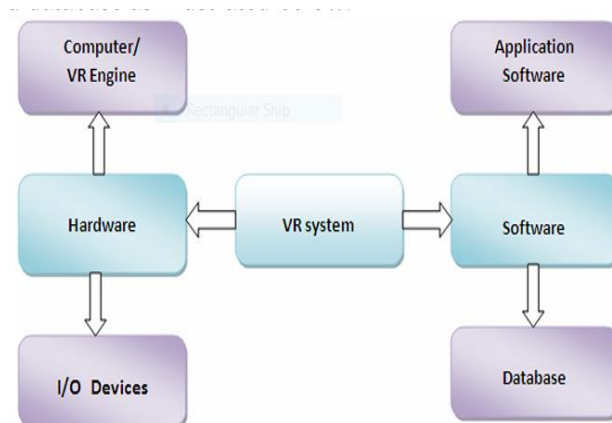 Computer/
VR Engine
Application
Software
Rectangular Snip
Hardware
VR system
Software
I/O Devices
Database